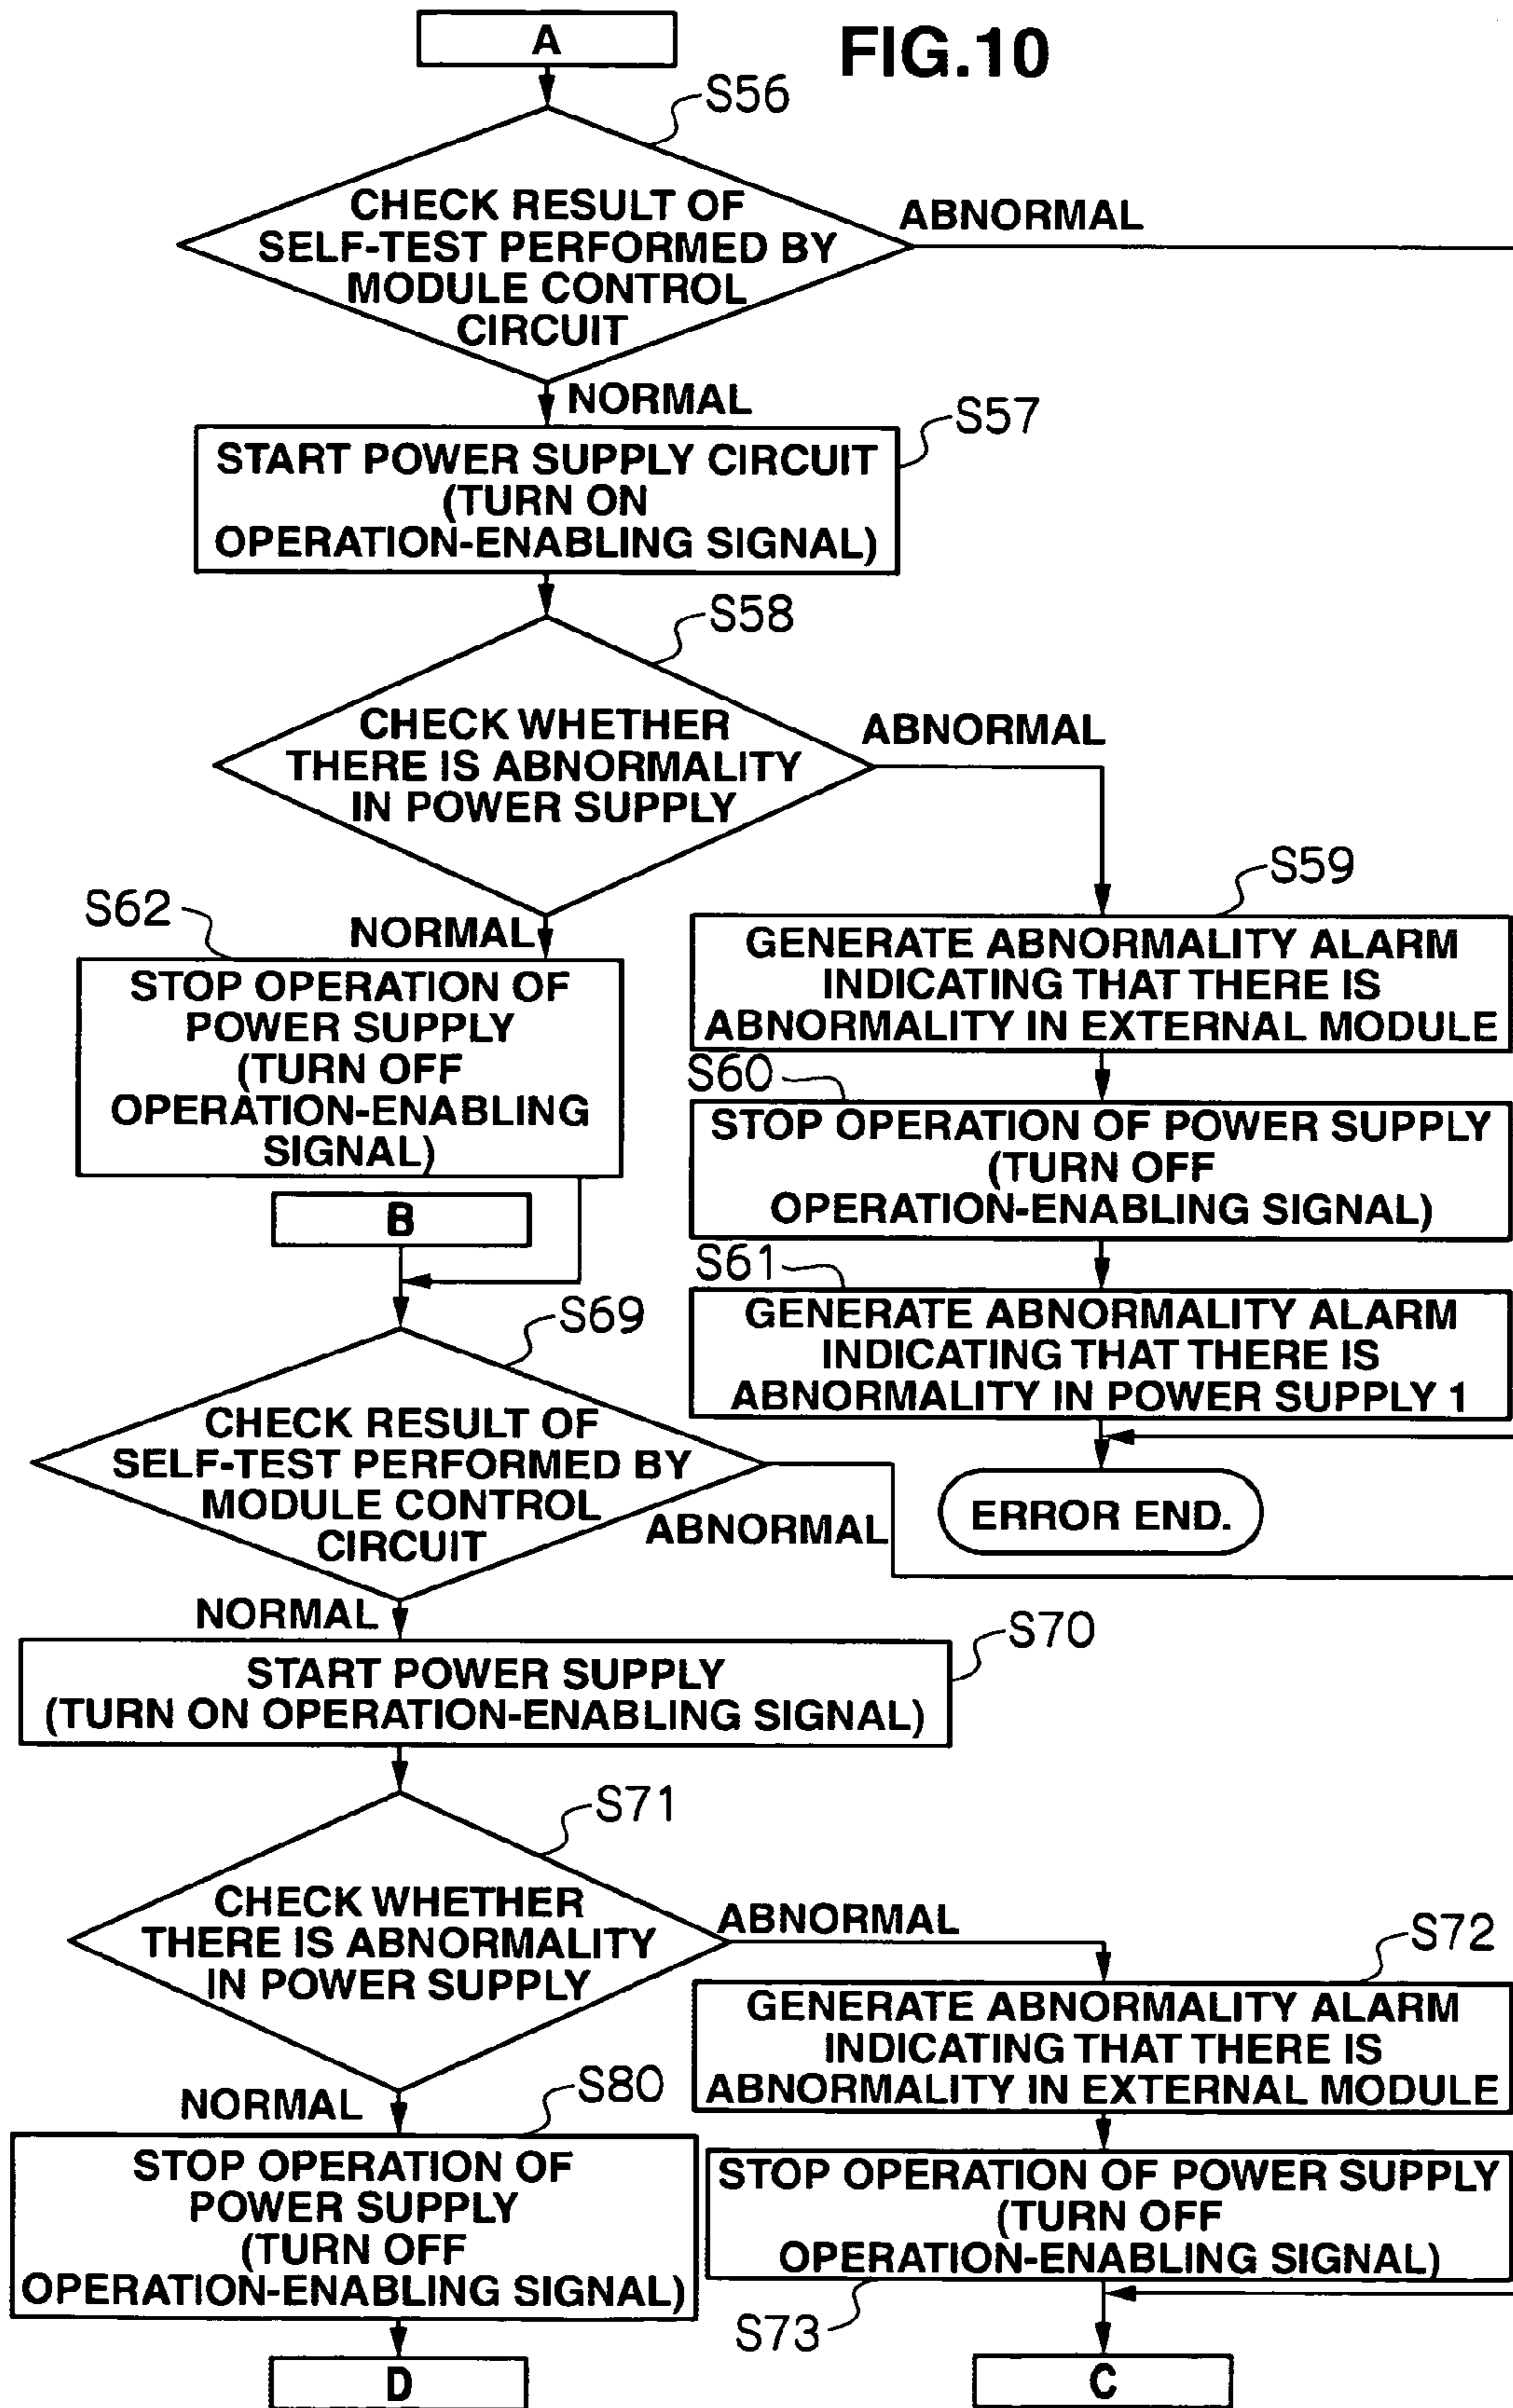 A
FIG.10
S56
CHECK RESULT OF
SELF-TEST PERFORMED BY
MODULE CONTROL
CIRCUIT
ABNORMAL
NORMAL
S57
START POWER SUPPLY CIRCUIT
(TURN ON
OPERATION-ENABLING SIGNAL)
S58
CHECK WHETHER
THERE IS ABNORMALITY
IN POWER SUPPLY
ABNORMAL
S59
GENERATE ABNORMALITY ALARM
INDICATING THAT THERE IS
ABNORMALITY IN EXTERNAL MODULE
S62
NORMAL
STOP OPERATION OF
POWER SUPPLY
(TURN OFF
OPERATION-ENABLING
SIGNAL)
S60
STOP OPERATION OF POWER SUPPLY
(TURN OFF
OPERATION-ENABLING SIGNAL)
B
S61
GENERATE ABNORMALITY ALARM
INDICATING THAT THERE IS
ABNORMALITY IN POWER SUPPLY 1
S69
CHECK RESULT OF
SELF-TEST PERFORMED BY
MODULE CONTROL
CIRCUIT
ABNORMAL
ERROR END.
NORMAL
S70
START POWER SUPPLY
(TURN ON OPERATION-ENABLING SIGNAL)
S71
CHECK WHETHER
THERE IS ABNORMALITY
IN POWER SUPPLY
ABNORMAL
S72
GENERATE ABNORMALITY ALARM
INDICATING THAT THERE IS
ABNORMALITY IN EXTERNAL MODULE
NORMAL
S80
STOP OPERATION OF
POWER SUPPLY
(TURN OFF
OPERATION-ENABLING SIGNAL)
STOP OPERATION OF POWER SUPPLY
(TURN OFF
OPERATION-ENABLING SIGNAL)
S73
D
C